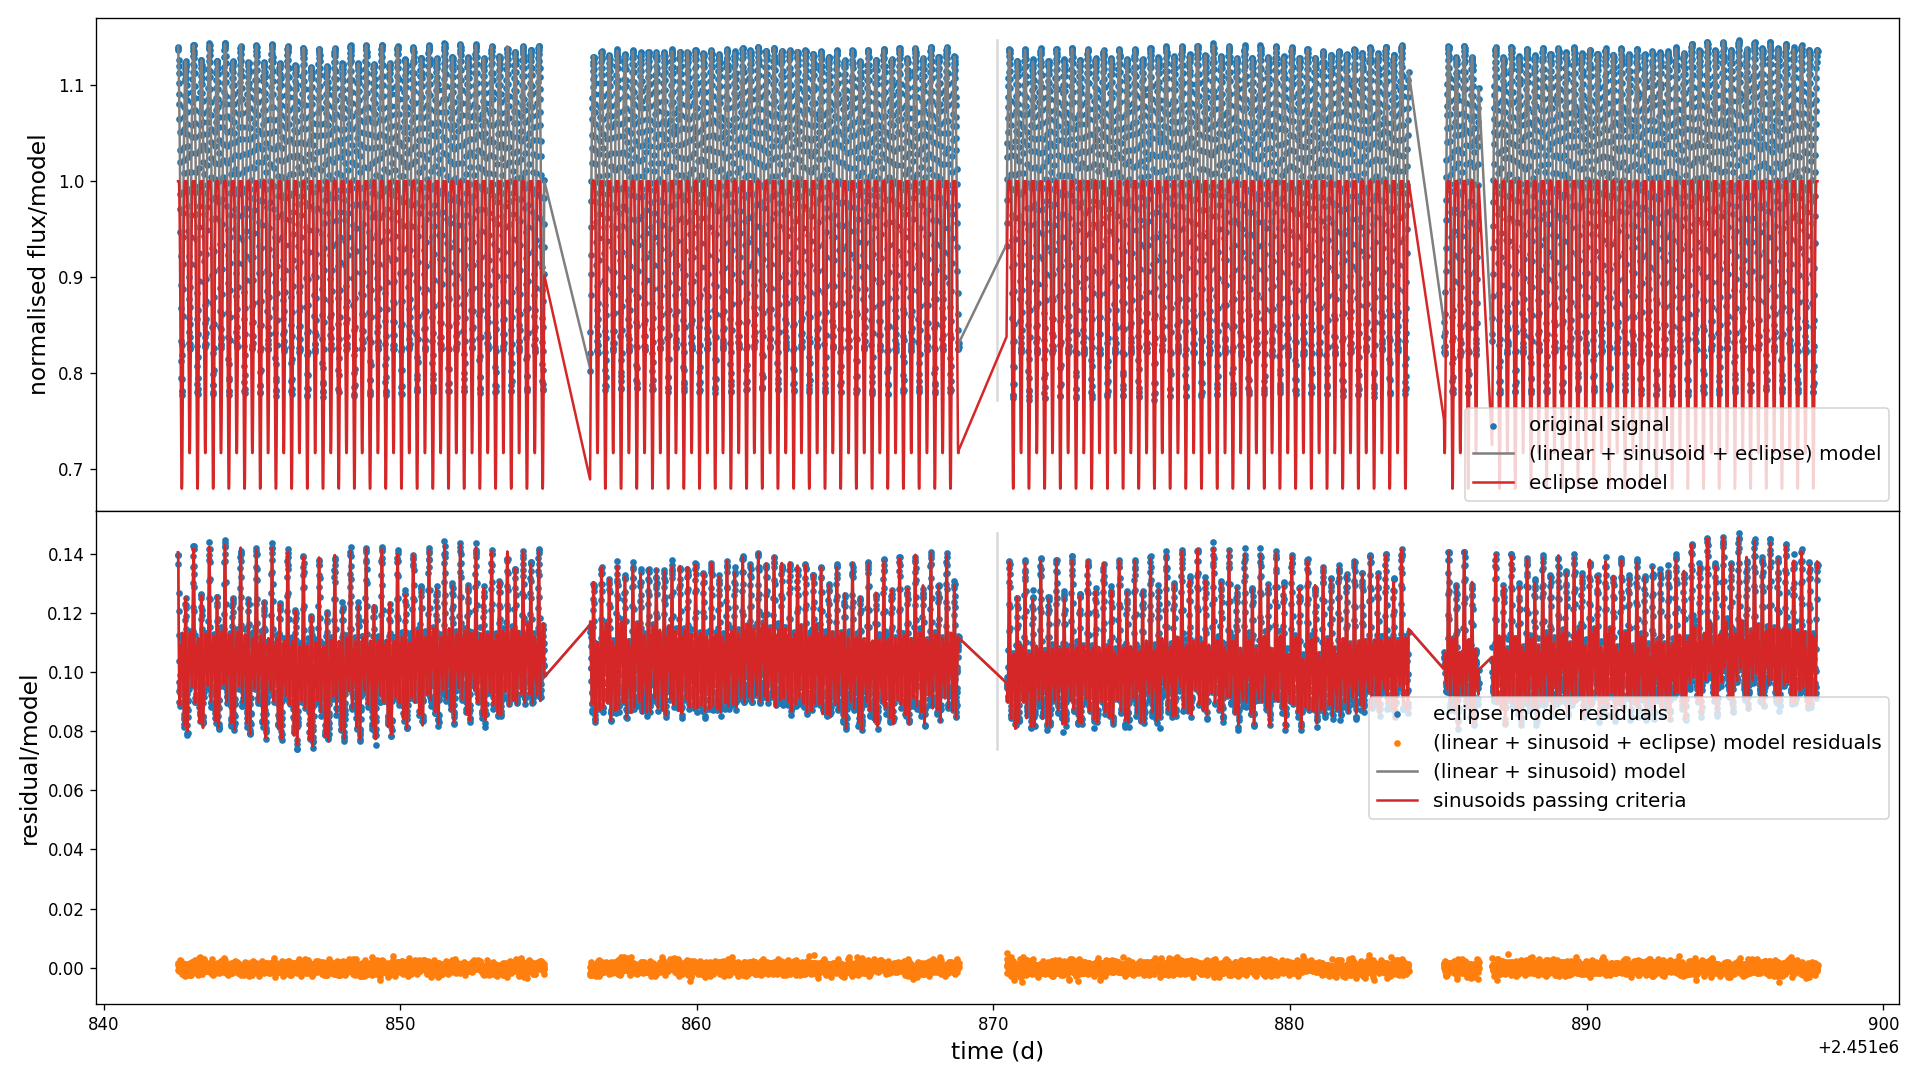 normalised flux/model
1.1
1.0
0.9
0.8
0.7
original signal
(linear + sinusoid + eclipse) model
eclipse model
residual/model
0.14
0.12
0.10
0.08
0.06
0.04
0.02
0.00
eclipse model residuals
(linear + sinusoid + eclipse) model residuals
(linear + sinusoid) model
sinusoids passing criteria
840 850 860 870 880 890 900
time (d)
+2.451e6